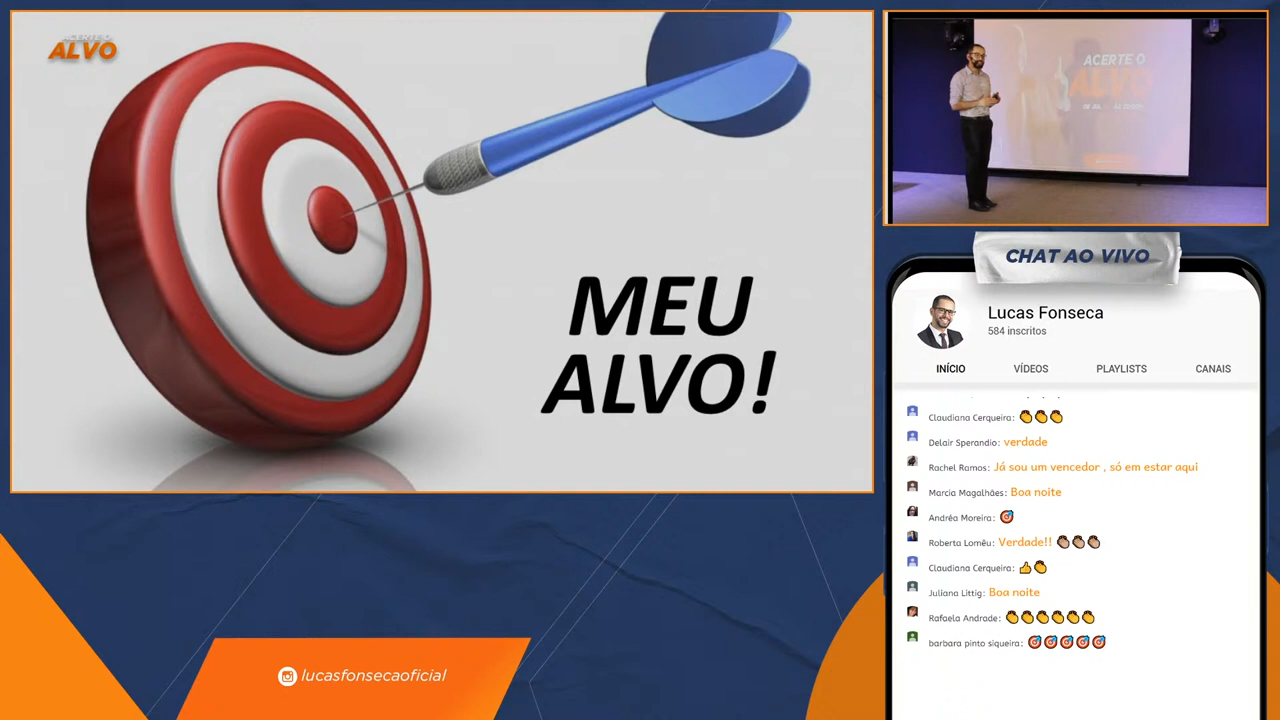 ACERTE O
ALVO
MEU
ALVO!
ACERTE O
ALVO
CHAT AO VIVO
Lucas Fonseca
584 inscritos
INÍCIO
VÍDEOS
PLAYLISTS
CANAIS
Claudiana Cerqueira: 👏👏👏
Delair Sperandio: verdade
Rachel Ramos: Já sou um vencedor , só em estar aqui
Marcia Magalhães: Boa noite
Andréa Moreira: 🎯
Roberta Lomêu: Verdade!! 👏🏼👏🏼👏🏼
Claudiana Cerqueira: 👍👏
Juliana Littig: Boa noite
Rafaela Andrade: 👏👏👏👏👏👏
barbara pinto siqueira: 🎯🎯🎯🎯🎯
lucasfonsecaoficial